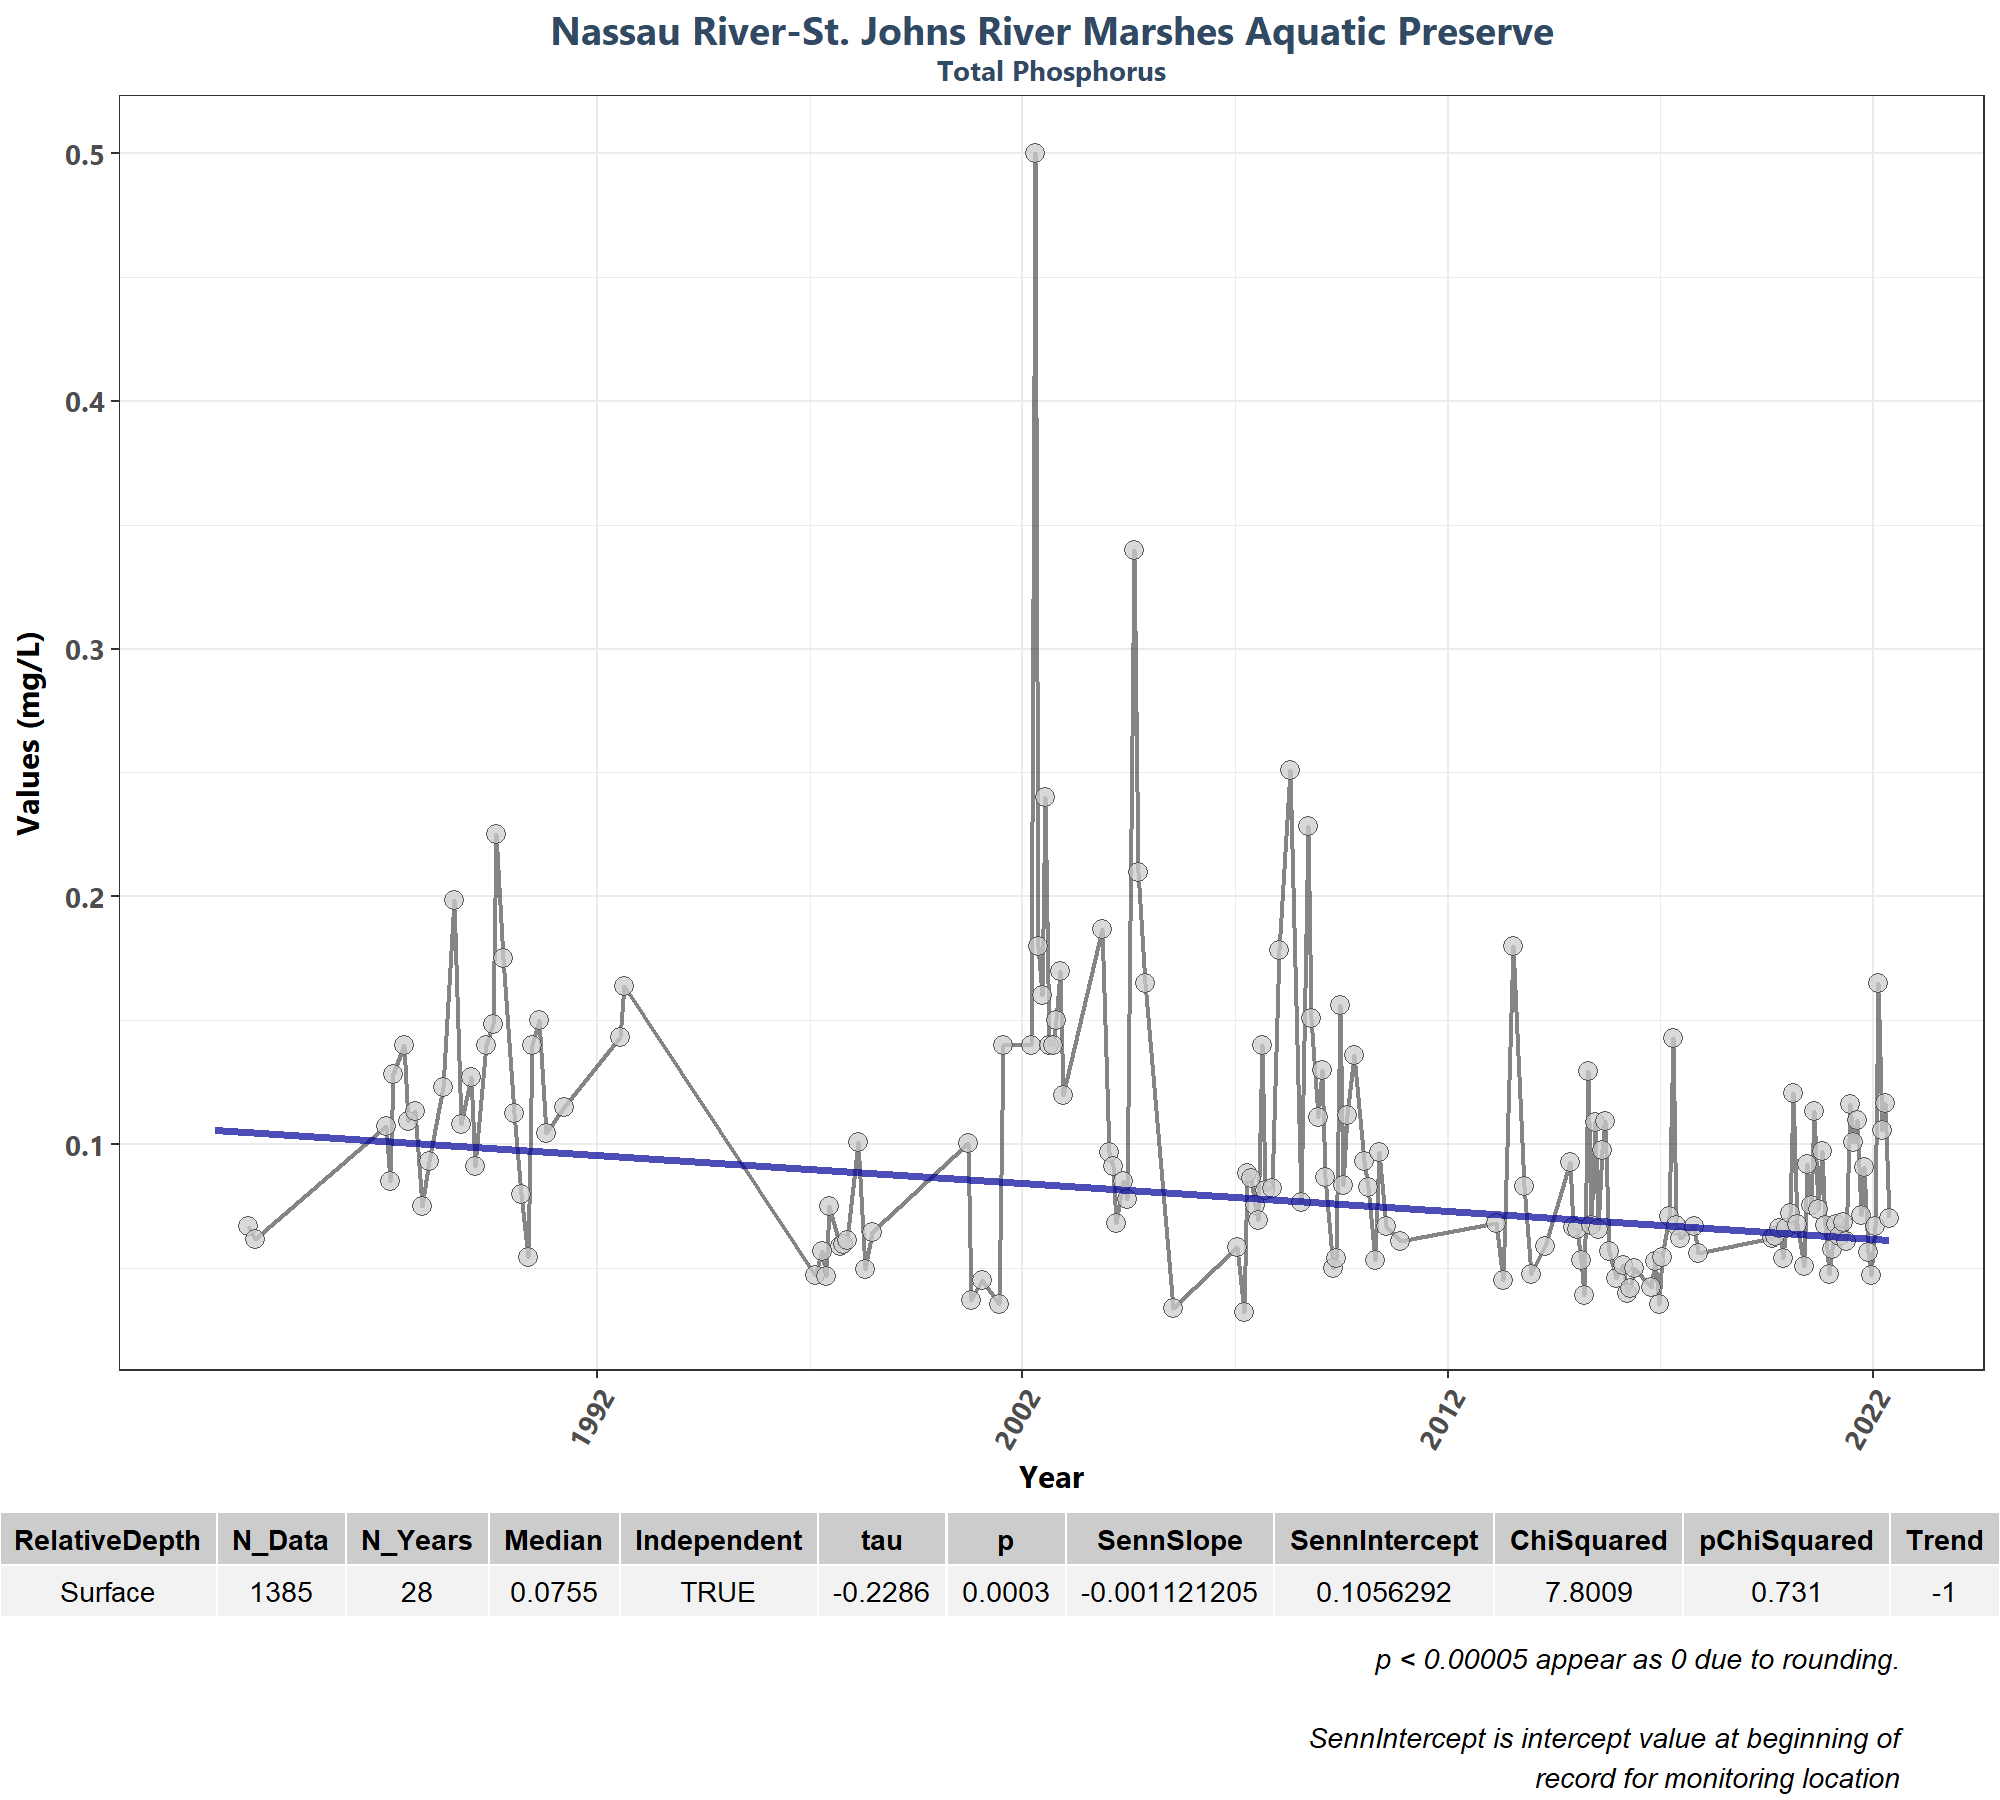 Nassau River-St. Johns River Marshes Aquatic Preserve
Total Phosphorus
0.5
0.4
0.3
0.2
0.1
Values (mg/L)
1992
2002
2012
2022
Year
RelativeDepth N_Data N_Years Median Independent tau p SennSlope SennIntercept ChiSquared pChiSquared Trend
Surface 1385 28 0.0755 TRUE -0.2286 0.0003 -0.001121205 0.1056292 7.8009 0.731 -1
p < 0.00005 appear as 0 due to rounding.
SennIntercept is intercept value at beginning of
record for monitoring location